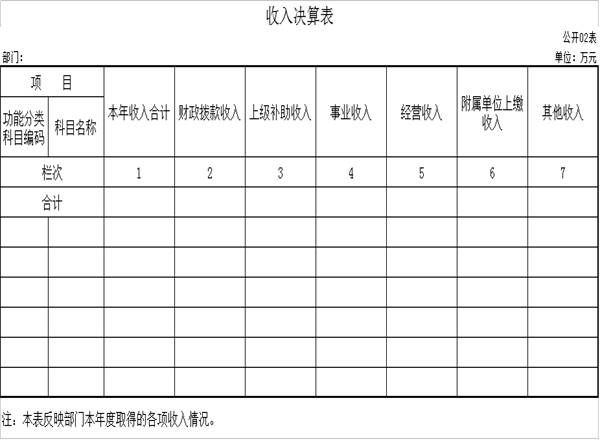 收入决算表
公开02表
部门：
单位：万元
项 目
本年收入合计
财政拨款收入
上级补助收入
事业收入
经营收入
附属单位上缴
收入
其他收入
功能分类
科目编码
科目名称
栏次 1 2 3 4 5 6 7
合计
注：本表反映部门本年度取得的各项收入情况。